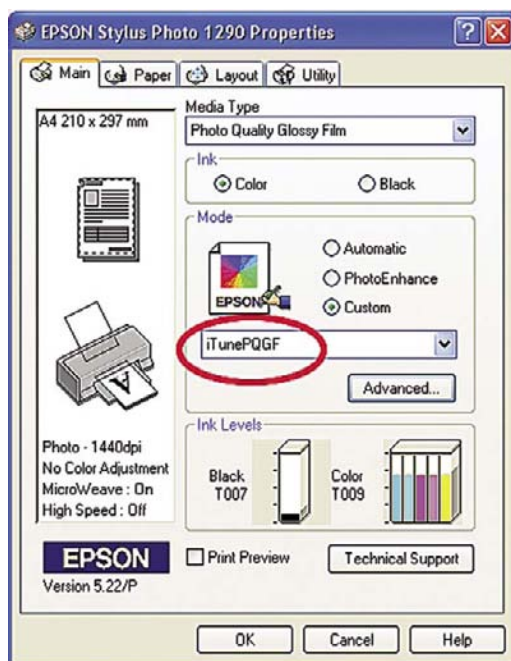 EPSON Stylus Photo 1290 Properties
Main Paper Layout Utility
A4 210 x 297 mm
Media Type
Photo Quality Glossy Film
Ink
Color Black
Mode
EPSON
Automatic
PhotoEnhance
Custom
iTunePQGF
Advanced...
A
Photo - 1440dpi
No Color Adjustment
MicroWeave : On
High Speed : Off
Ink Levels
Black
T007
Color
T009
EPSON
Version 5.22/P
Print Preview
Technical Support
OK Cancel Help